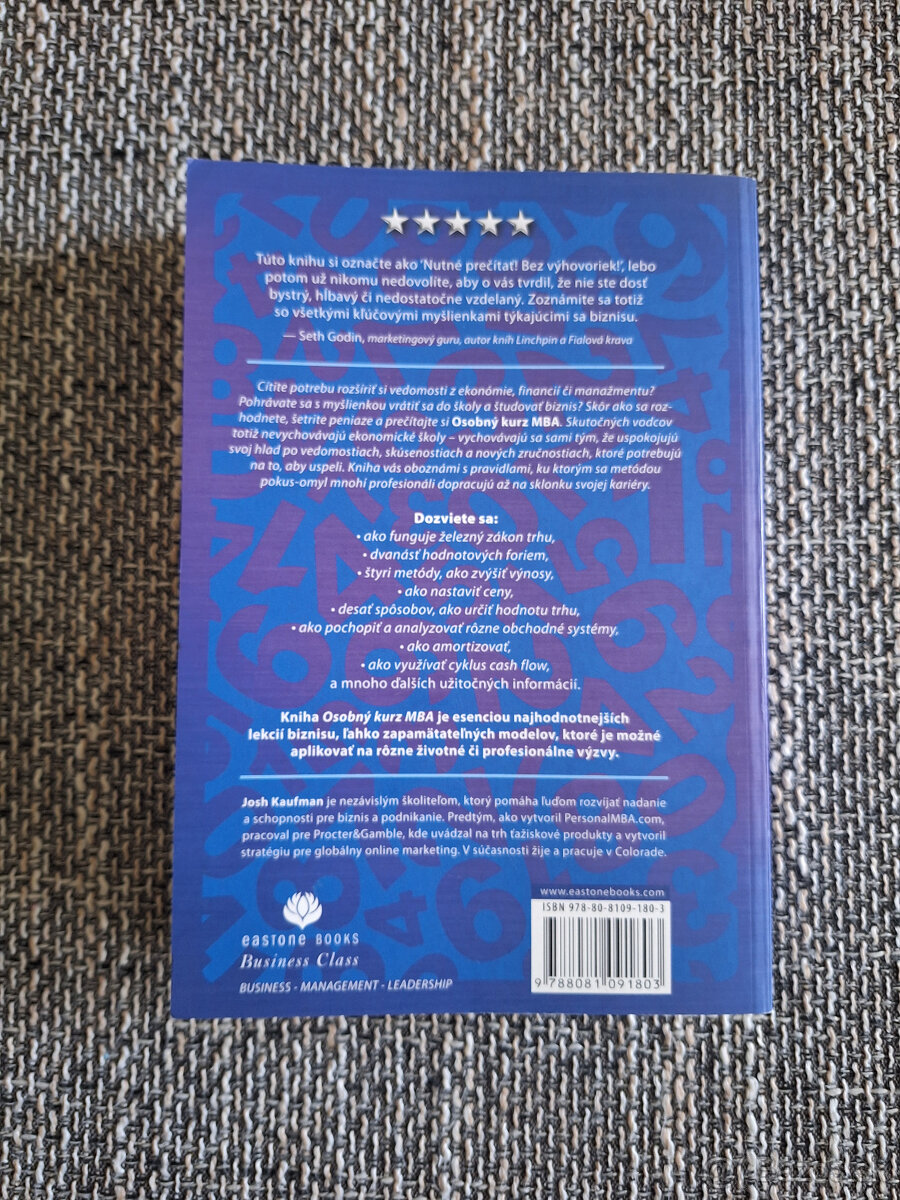 Túto knihu si označte ako 'Nutné prečítať! Bez výhovoriek!', lebo
potom už nikomu nedovolíte, aby o vás tvrdil, že nie ste dosť
bystrý, hĺbavý či nedostatočne vzdelaný. Zoznámite sa totiž
so všetkými kľúčovými myšlienkami týkajúcimi sa biznisu.
— Seth Godin, marketingový guru, autor kníh Linchpin a Fialová krava
Cítite potrebu rozšíriť si vedomosti z ekonómie, financií či manažmentu?
Pohrávate sa s myšlienkou vrátiť sa do školy a študovať biznis? Skôr ako sa roz-
hodnete, šetrite peniaze a prečítajte si Osobný kurz MBA. Skutočných vodcov
totiž nevychovávajú ekonomické školy – vychovávajú sa sami tým, že uspokojujú
svoj hlad po vedomostiach, skúsenostiach a nových zručnostiach, ktoré potrebujú
na to, aby uspeli. Kniha vás oboznámi s pravidlami, ku ktorým sa metódou
pokus-omyl mnohí profesionáli dopracujú až na sklonku svojej kariéry.
Dozviete sa:
• ako funguje železný zákon trhu,
• dvanásť hodnotových foriem,
• štyri metódy, ako zvýšiť výnosy,
• ako nastaviť ceny,
• desať spôsobov, ako určiť hodnotu trhu,
• ako pochopiť a analyzovať rôzne obchodné systémy,
• ako amortizovať,
• ako využívať cyklus cash flow,
a mnoho ďalších užitočných informácií.
Kniha Osobný kurz MBA je esenciou najhodnotnejších
lekcií biznisu, ľahko zapamätateľných modelov, ktoré je možné
aplikovať na rôzne životné či profesionálne výzvy.
Josh Kaufman je nezávislým školiteľom, ktorý pomáha ľuďom rozvíjať nadanie
a schopnosti pre biznis a podnikanie. Predtým, ako vytvoril PersonalMBA.com,
pracoval pre Procter&Gamble, kde uvádzal na trh ťažiskové produkty a vytvoril
stratégiu pre globálny online marketing. V súčasnosti žije a pracuje v Colorade.
www.eastonebooks.com
ISBN 978-80-8109-180-3
9 788081 091803
eastone BOOKS
Business Class
BUSINESS - MANAGEMENT - LEADERSHIP